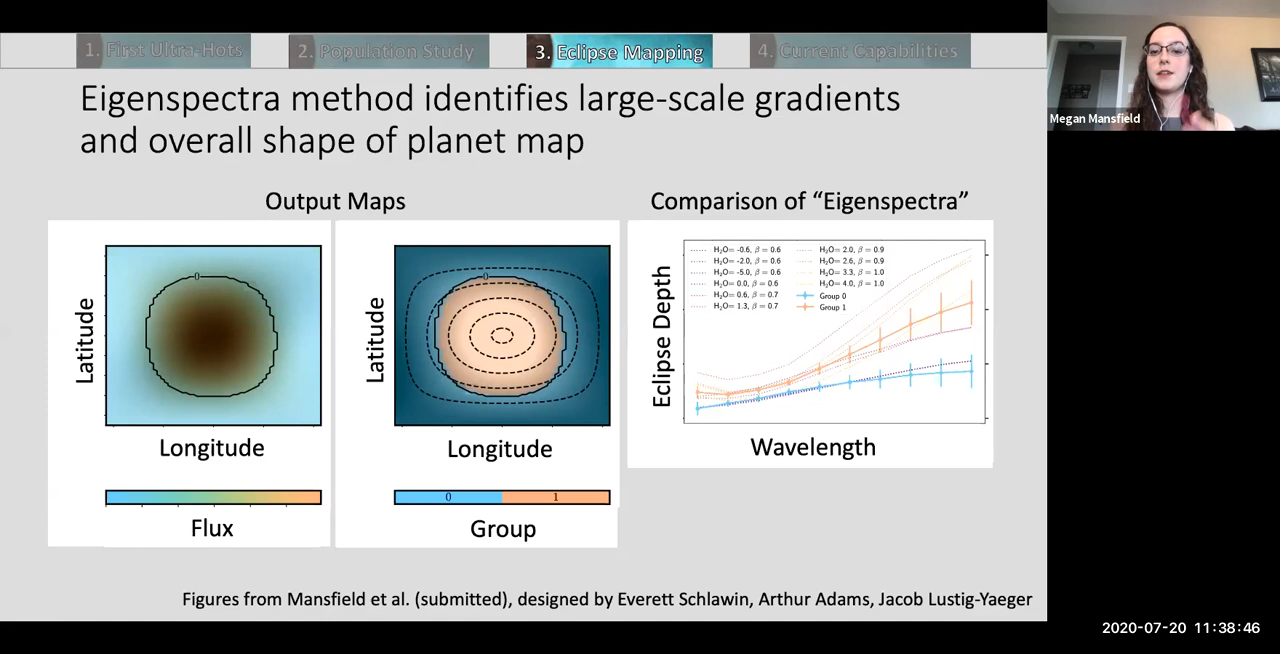 1. First Ultra-Hots
2. Population Study
3. Eclipse Mapping
4. Current Capabilities
Megan Mansfield
Eigenspectra method identifies large-scale gradients
and overall shape of planet map
Output Maps
Comparison of “Eigenspectra”
0
Latitude
Longitude
Flux
0
Latitude
Longitude
0
1
Group
H₂O= -0.6, β = 0.6
H₂O= -2.0, β = 0.6
H₂O= -5.0, β = 0.6
H₂O= 0.0, β = 0.6
H₂O= 0.6, β = 0.7
H₂O= 1.3, β = 0.7
H₂O= 2.0, β = 0.9
H₂O= 2.6, β = 0.9
H₂O= 3.3, β = 1.0
H₂O= 4.0, β = 1.0
Group 0
Group 1
Eclipse Depth
Wavelength
Figures from Mansfield et al. (submitted), designed by Everett Schlawin, Arthur Adams, Jacob Lustig-Yaeger
2020-07-20 11:38:46